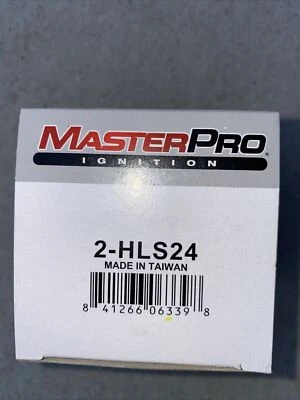 MASTERPRO
IGNITION
2-HLS24
MADE IN TAIWAN
8 41266 06339 8